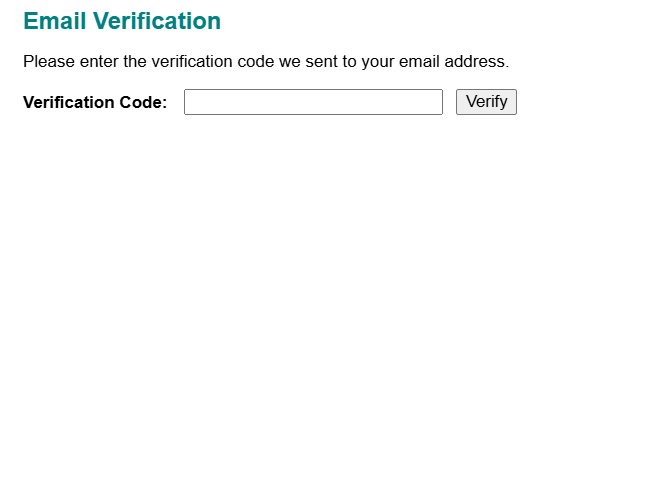 Email Verification
Please enter the verification code we sent to your email address.
Verification Code: Verify